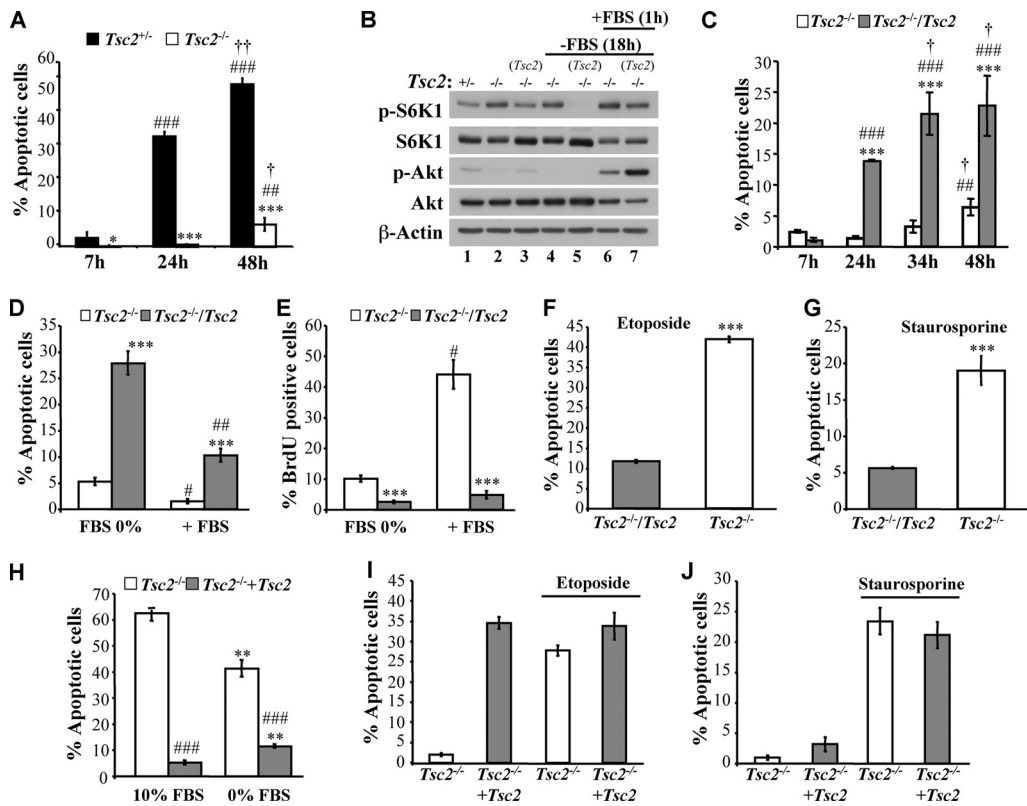 A
Tsc2+/- Tsc2-/-
% Apoptotic cells
60
50
40
30
20
10
0
*
###
***
††
###
†
##
***
7h 24h 48h
B
+FBS (1h)
-FBS (18h)
(Tsc2) (Tsc2) (Tsc2)
Tsc2: +/- -/- -/- -/- -/- -/- -/-
p-S6K1
S6K1
p-Akt
Akt
β-Actin
1 2 3 4 5 6 7
C
Tsc2-/- Tsc2-/-/Tsc2
% Apoptotic cells
30
25
20
15
10
5
0
###
***
†
###
***
†
##
†
###
***
7h 24h 34h 48h
D
Tsc2-/- Tsc2-/-/Tsc2
% Apoptotic cells
35
30
25
20
15
10
5
0
***
#
##
***
FBS 0% + FBS
E
Tsc2-/- Tsc2-/-/Tsc2
% BrdU positive cells
60
50
40
30
20
10
0
***
#
***
FBS 0% + FBS
F
Etoposide
% Apoptotic cells
45
40
35
30
25
20
15
10
5
0
***
Tsc2-/-/Tsc2 Tsc2-/-
G
Staurosporine
% Apoptotic cells
25
20
15
10
5
0
***
Tsc2-/-/Tsc2 Tsc2-/-
H
Tsc2-/- Tsc2-/-+Tsc2
% Apoptotic cells
70
60
50
40
30
20
10
0
###
**
###
**
10% FBS 0% FBS
I
Etoposide
% Apoptotic cells
45
40
35
30
25
20
15
10
5
0
Tsc2-/- Tsc2-/- Tsc2-/- Tsc2-/-
+Tsc2 +Tsc2
J
Staurosporine
% Apoptotic cells
30
25
20
15
10
5
0
Tsc2-/- Tsc2-/- Tsc2-/- Tsc2-/-
+Tsc2 +Tsc2